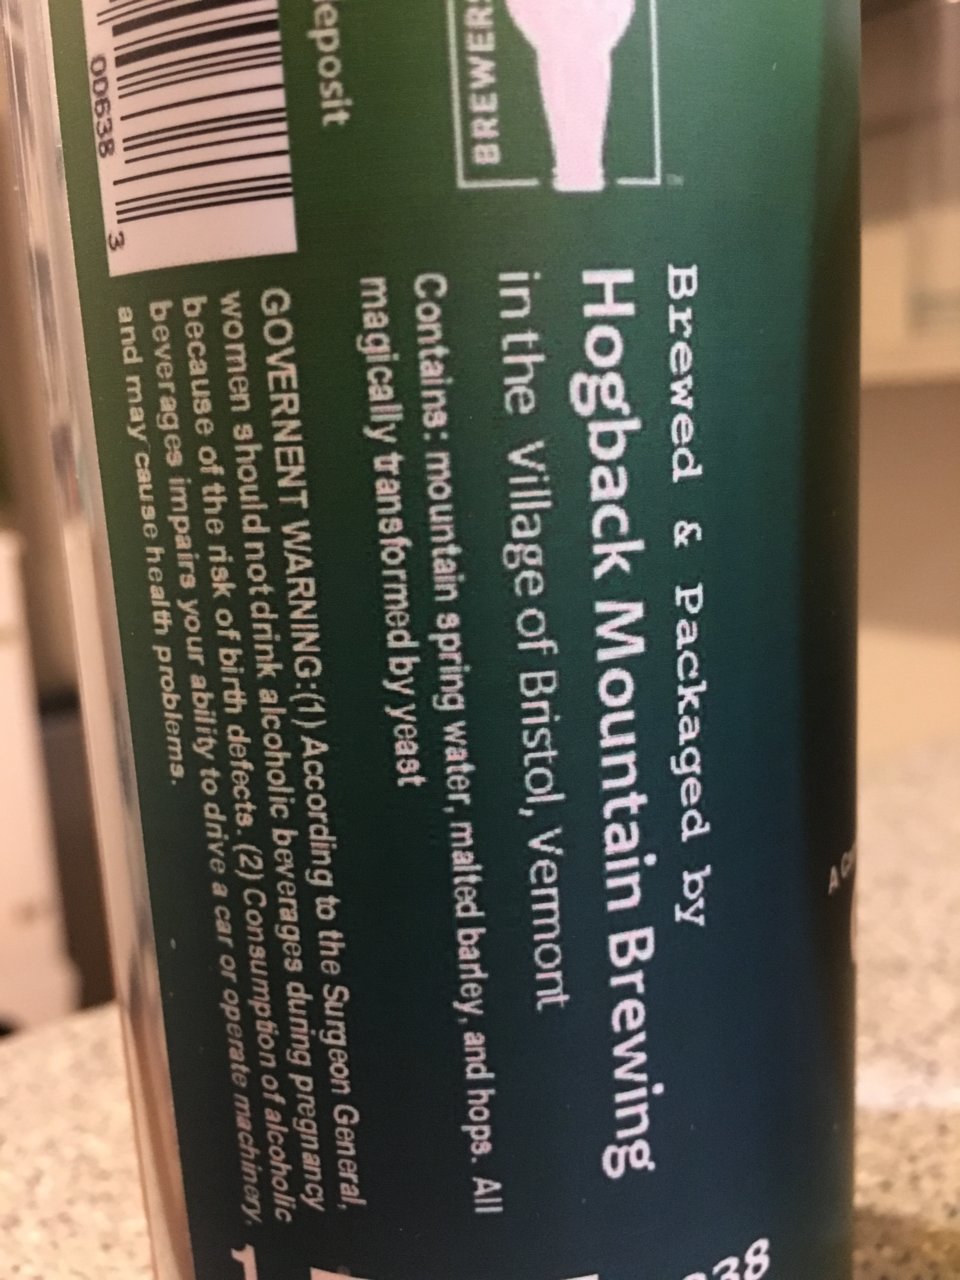 Brewed & Packaged by
Hogback Mountain Brewing
in the Village of Bristol, Vermont
Contains: mountain spring water, malted barley, and hops. All
magically transformed by yeast
GOVERNENT WARNING:(1) According to the Surgeon General,
women should not drink alcoholic beverages during pregnancy
because of the risk of birth defects. (2) Consumption of alcoholic
beverages impairs your ability to drive a car or operate machinery.
and may cause health problems.
BREWERS
TM
00638
3